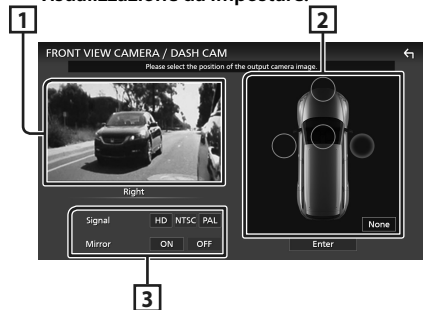 visualizzazione da impostare.
1
2
FRONT VIEW CAMERA / DASH CAM
Please select the position of the output camera image.
Right
Signal HD NTSC PAL
Mirror ON OFF
None
Enter
3